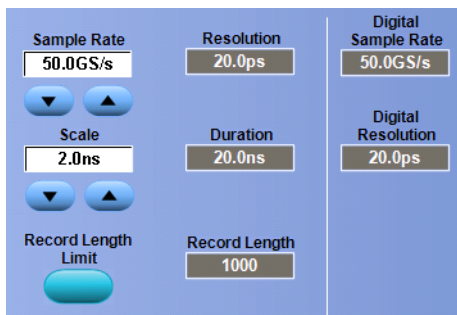 Sample Rate
50.0GS/s
Scale
2.0ns
Record Length
Limit
Resolution
20.0ps
Duration
20.0ns
Record Length
1000
Digital
Sample Rate
50.0GS/s
Digital
Resolution
20.0ps